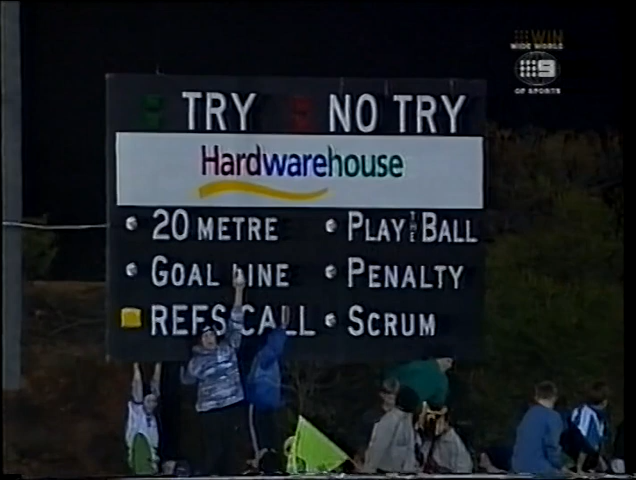 WIN
WIDE WORLD
9
OF SPORTS
TRY NO TRY
Hardwarehouse
20 METRE PLAY THE BALL
GOAL LINE PENALTY
REFS CALL SCRUM